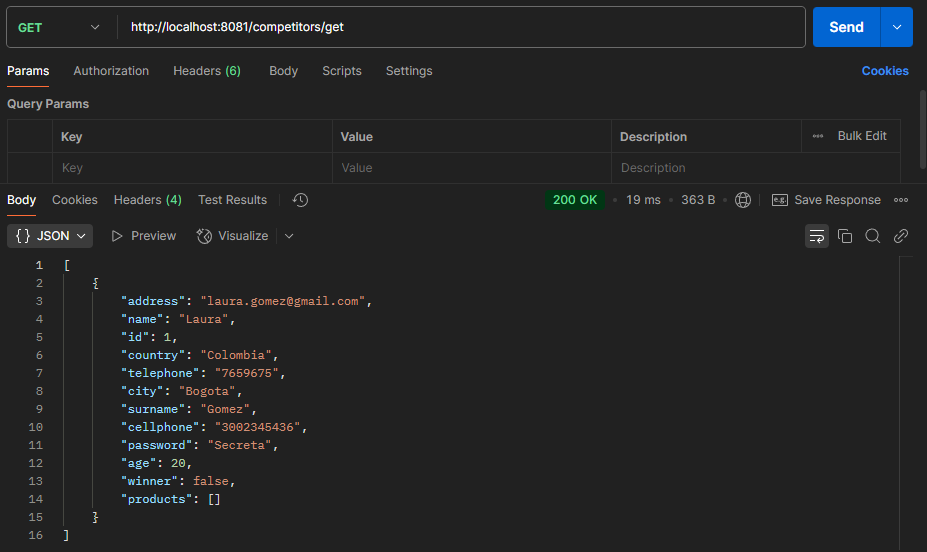 GET http://localhost:8081/competitors/get Send
Params Authorization Headers (6) Body Scripts Settings Cookies
Query Params
Key Value Description Bulk Edit
Key Value Description
Body Cookies Headers (4) Test Results 200 OK 19 ms 363 B e.g. Save Response
{} JSON Preview Visualize
1 [
2 {
3 "address": "laura.gomez@gmail.com",
4 "name": "Laura",
5 "id": 1,
6 "country": "Colombia",
7 "telephone": "7659675",
8 "city": "Bogota",
9 "surname": "Gomez",
10 "cellphone": "3002345436",
11 "password": "Secreta",
12 "age": 20,
13 "winner": false,
14 "products": []
15 }
16 ]